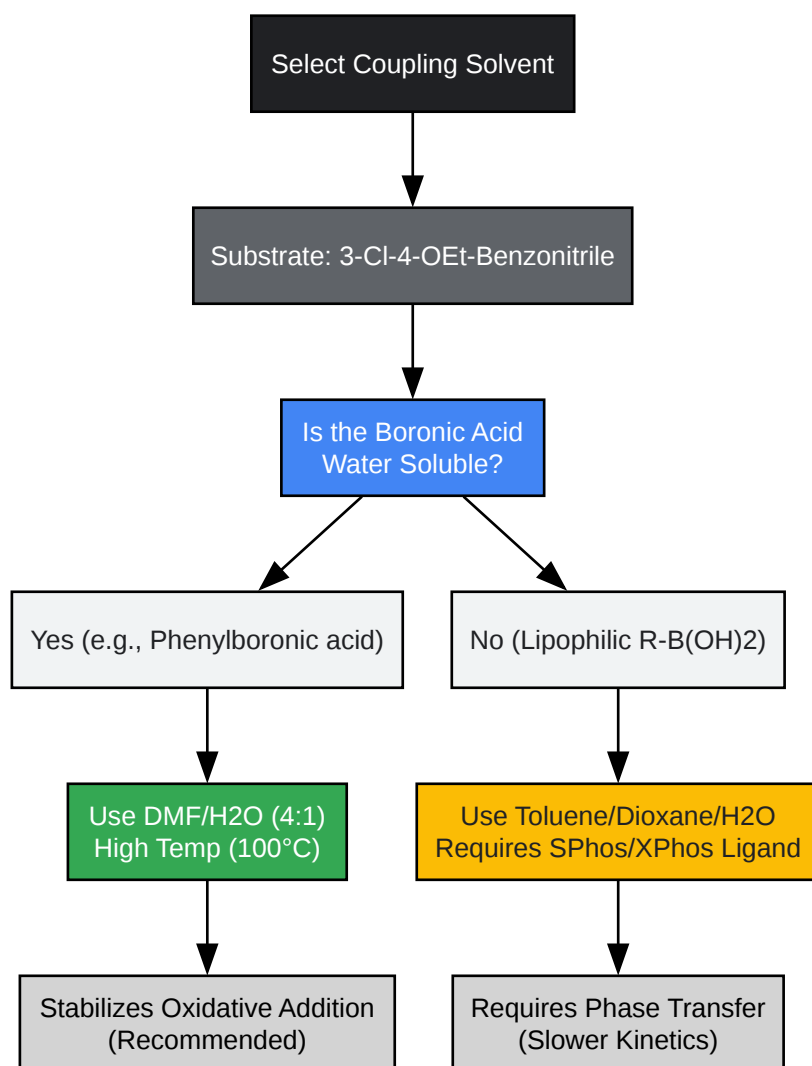 Select Coupling Solvent
Substrate: 3-Cl-4-OEt-Benzonitrile
Is the Boronic Acid
Water Soluble?
Yes (e.g., Phenylboronic acid)
No (Lipophilic R-B(OH)2)
Use DMF/H2O (4:1)
High Temp (100°C)
Use Toluene/Dioxane/H2O
Requires SPhos/XPhos Ligand
Stabilizes Oxidative Addition
(Recommended)
Requires Phase Transfer
(Slower Kinetics)